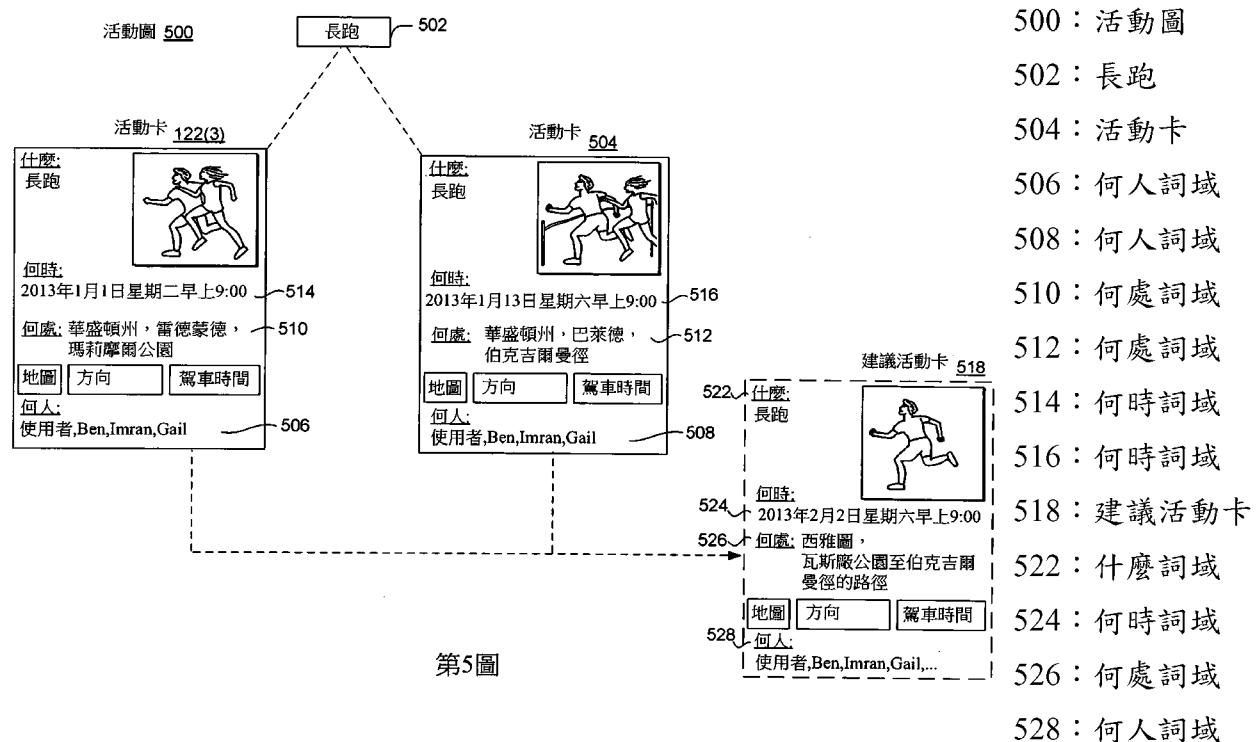 活動圖 500
長跑
502
活動卡 122(3)
什麼:
長跑
何時:
2013年1月1日星期二早上9:00
514
何處: 華盛頓州，雷德蒙德，
瑪莉摩爾公園
510
地圖 方向 駕車時間
何人:
使用者,Ben,Imran,Gail
506
活動卡 504
什麼:
長跑
何時:
2013年1月13日星期六早上9:00
516
何處: 華盛頓州，巴萊德，
伯克吉爾曼徑
512
地圖 方向 駕車時間
何人:
使用者,Ben,Imran,Gail
508
建議活動卡 518
522
什麼:
長跑
何時:
524
2013年2月2日星期六早上9:00
526
何處: 西雅圖，
瓦斯廠公園至伯克吉爾
曼徑的路徑
地圖 方向 駕車時間
528
何人:
使用者,Ben,Imran,Gail,...
第5圖
500：活動圖
502：長跑
504：活動卡
506：何人詞域
508：何人詞域
510：何處詞域
512：何處詞域
514：何時詞域
516：何時詞域
518：建議活動卡
522：什麼詞域
524：何時詞域
526：何處詞域
528：何人詞域